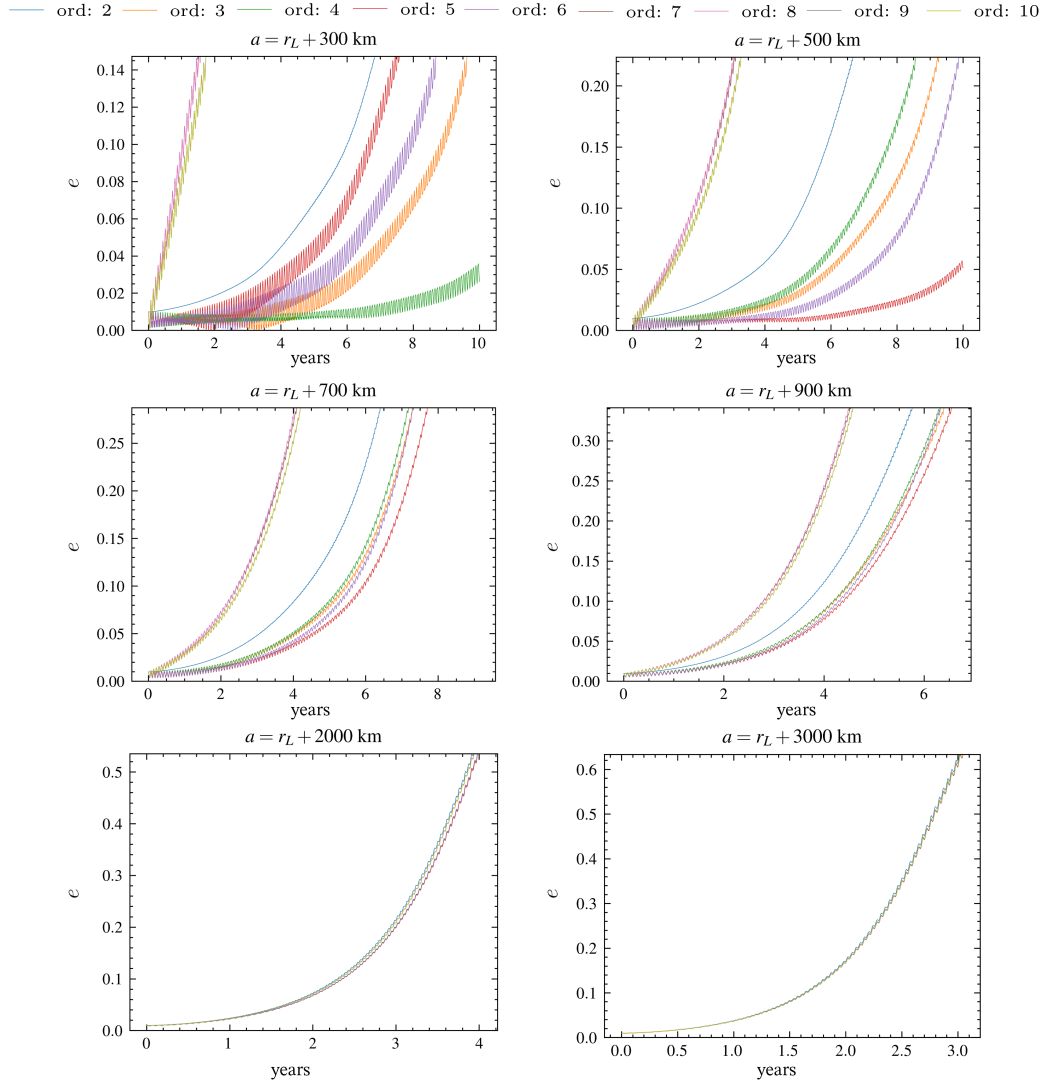 ord: 2 ord: 3 ord: 4 ord: 5 ord: 6 ord: 7 ord: 8 ord: 9 ord: 10
a = r_L + 300 km
0.14
0.12
0.10
0.08
0.06
0.04
0.02
0.00
e
0 2 4 6 8 10
years
a = r_L + 500 km
0.20
0.15
0.10
0.05
0.00
e
0 2 4 6 8 10
years
a = r_L + 700 km
0.25
0.20
0.15
0.10
0.05
0.00
e
0 2 4 6 8
years
a = r_L + 900 km
0.30
0.25
0.20
0.15
0.10
0.05
0.00
e
0 2 4 6
years
a = r_L + 2000 km
0.5
0.4
0.3
0.2
0.1
0.0
e
0 1 2 3 4
years
a = r_L + 3000 km
0.6
0.5
0.4
0.3
0.2
0.1
0.0
e
0.0 0.5 1.0 1.5 2.0 2.5 3.0
years